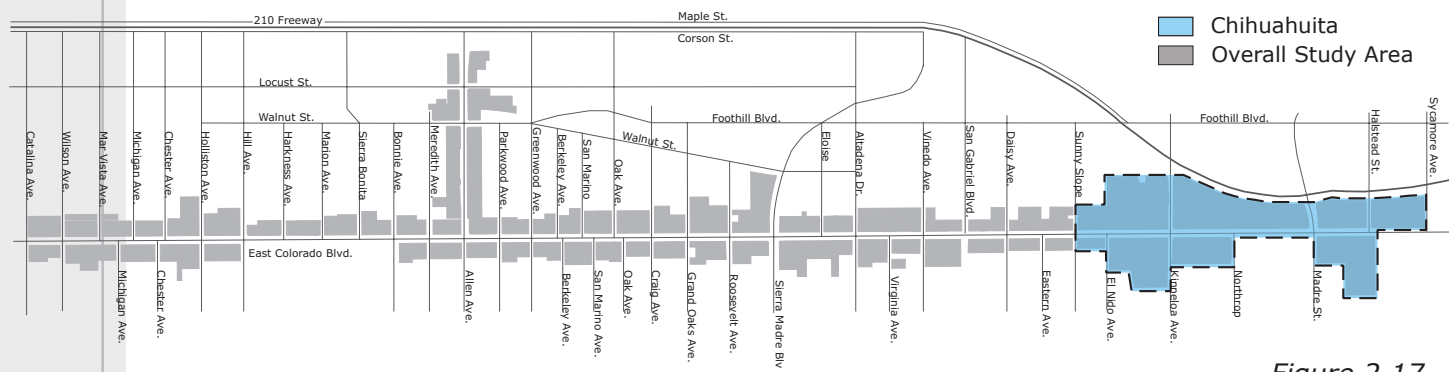 210 Freeway
Maple St.
Corson St.
Chihuahuita
Overall Study Area
Locust St.
Walnut St.
Foothill Blvd.
Foothill Blvd.
Walnut St.
Catalina Ave.
Wilson Ave.
Mar Vista Ave.
Michigan Ave.
Chester Ave.
Holliston Ave.
Hill Ave.
Harkness Ave.
Marion Ave.
Sierra Bonita
Bonnie Ave.
Meredith Ave.
Parkwood Ave.
Greenwood Ave.
Berkeley Ave.
San Marino
Oak Ave.
Eloise
Altadena Dr.
Vinedo Ave.
San Gabriel Blvd.
Daisy Ave.
Sunny Slope
Halstead St.
Sycamore Ave.
East Colorado Blvd.
Michigan Ave.
Chester Ave.
Allen Ave.
Berkeley Ave.
San Marino Ave.
Oak Ave.
Craig Ave.
Grand Oaks Ave.
Roosevelt Ave.
Sierra Madre Blv
Virginia Ave.
Eastern Ave.
El Nido Ave.
Kinneloa Ave.
Northrop
Madre St.
Figure 2.17